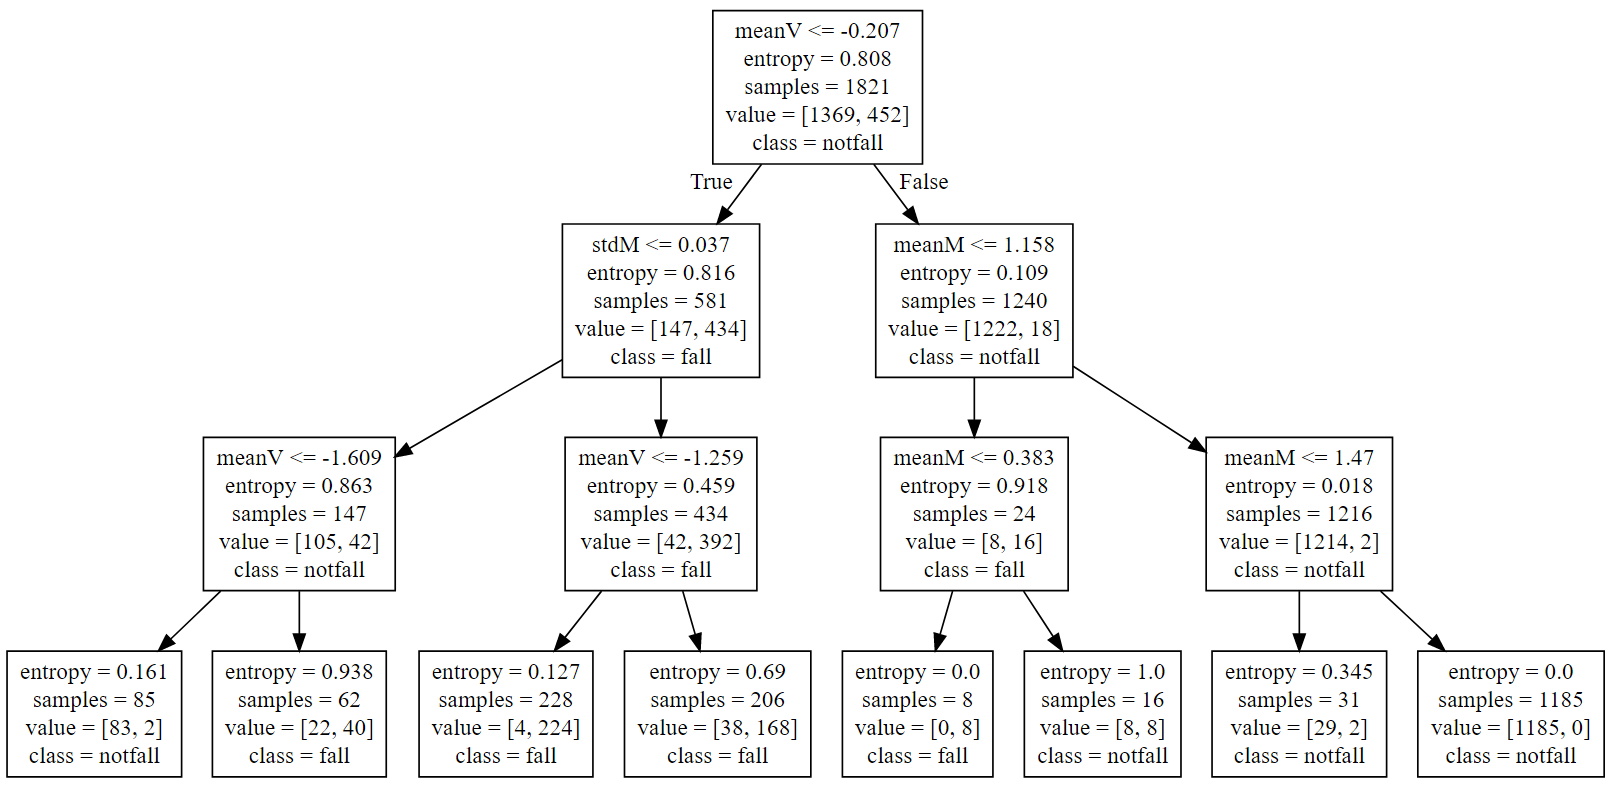 meanV <= -0.207
entropy = 0.808
samples = 1821
value = [1369, 452]
class = notfall
True
False
stdM <= 0.037
entropy = 0.816
samples = 581
value = [147, 434]
class = fall
meanM <= 1.158
entropy = 0.109
samples = 1240
value = [1222, 18]
class = notfall
meanV <= -1.609
entropy = 0.863
samples = 147
value = [105, 42]
class = notfall
meanV <= -1.259
entropy = 0.459
samples = 434
value = [42, 392]
class = fall
meanM <= 0.383
entropy = 0.918
samples = 24
value = [8, 16]
class = fall
meanM <= 1.47
entropy = 0.018
samples = 1216
value = [1214, 2]
class = notfall
entropy = 0.161
samples = 85
value = [83, 2]
class = notfall
entropy = 0.938
samples = 62
value = [22, 40]
class = fall
entropy = 0.127
samples = 228
value = [4, 224]
class = fall
entropy = 0.69
samples = 206
value = [38, 168]
class = fall
entropy = 0.0
samples = 8
value = [0, 8]
class = fall
entropy = 1.0
samples = 16
value = [8, 8]
class = notfall
entropy = 0.345
samples = 31
value = [29, 2]
class = notfall
entropy = 0.0
samples = 1185
value = [1185, 0]
class = notfall